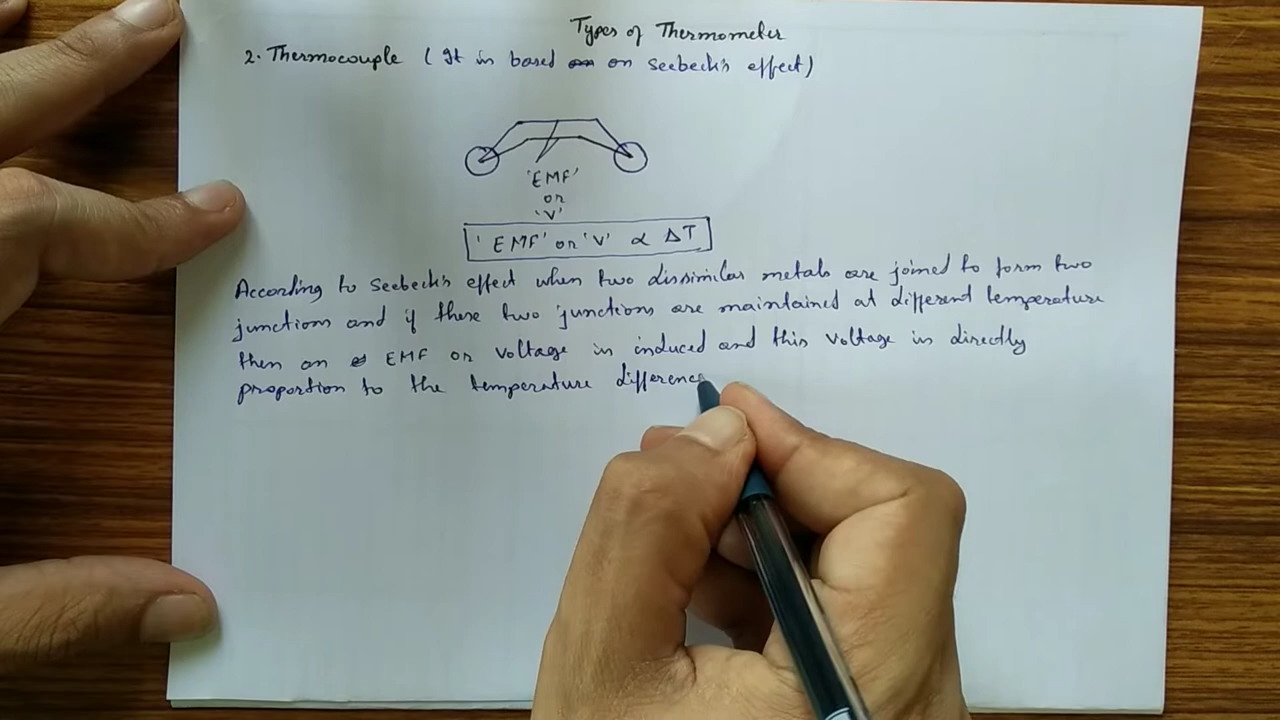 Types of Thermometer
2. Thermocouple ( It is based on on Seebeck's effect)
'EMF'
or
'V'
'EMF' or 'V' ∝ ΔT
According to Seebeck's effect when two dissimilar metals are joined to form two
junctions and if these two junctions are maintained at different temperature
then an EMF or voltage is induced and this voltage is directly
proportion to the temperature difference